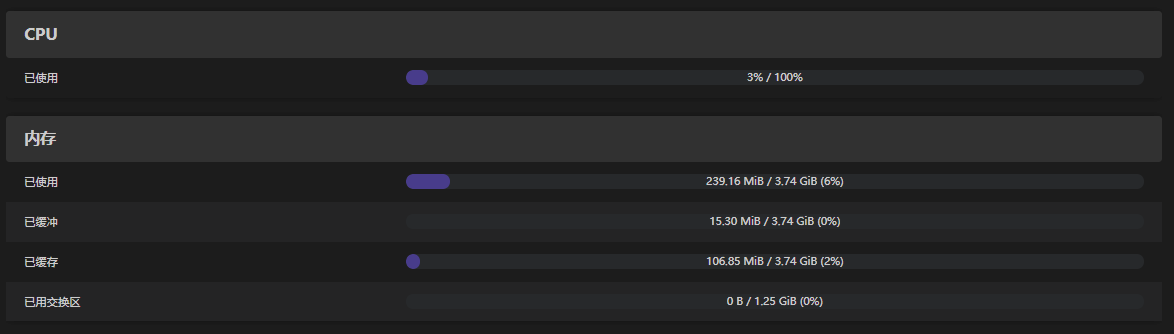 CPU
已使用
3% / 100%
内存
已使用
239.16 MiB / 3.74 GiB (6%)
已缓冲
15.30 MiB / 3.74 GiB (0%)
已缓存
106.85 MiB / 3.74 GiB (2%)
已用交换区
0 B / 1.25 GiB (0%)